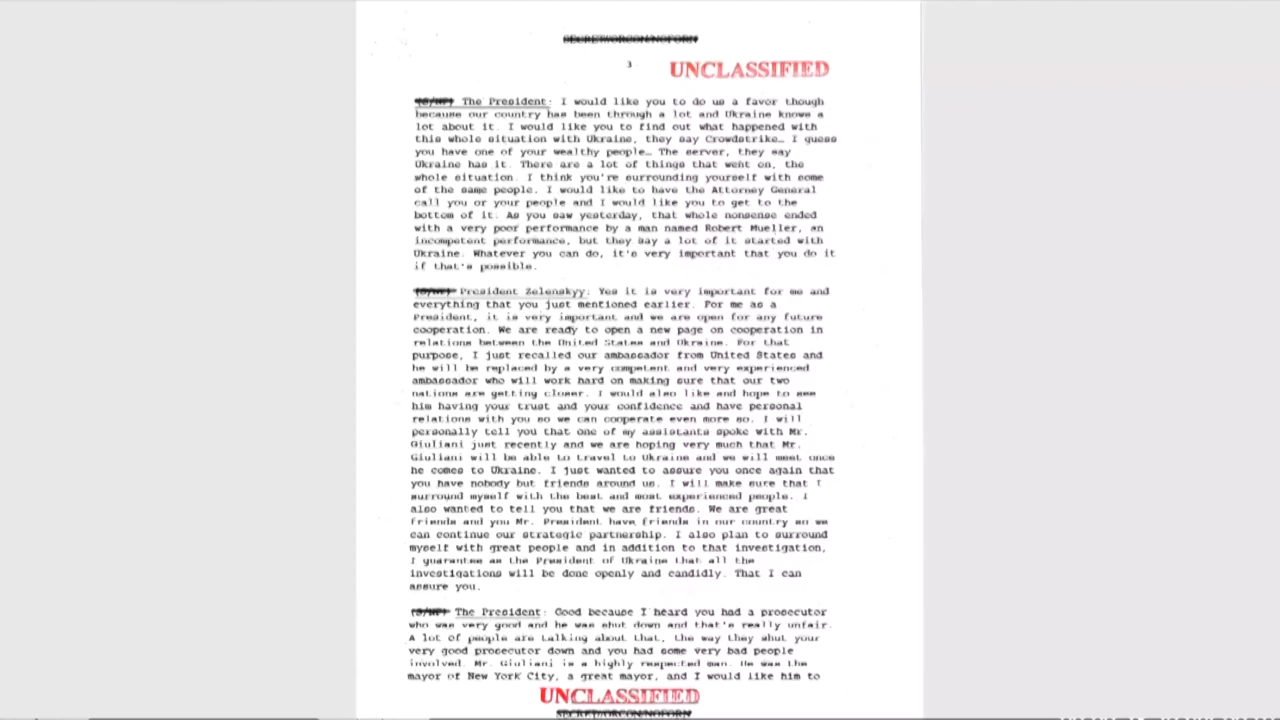 SECRET//ORCON/NOFORN
3
UNCLASSIFIED
(S/NF) The President: I would like you to do us a favor though
because our country has been through a lot and Ukraine knows a
lot about it. I would like you to find out what happened with
this whole situation with Ukraine, they say Crowdstrike… I guess
you have one of your wealthy people… The server, they say
Ukraine has it. There are a lot of things that went on, the
whole situation. I think you're surrounding yourself with some
of the same people. I would like to have the Attorney General
call you or your people and I would like you to get to the
bottom of it. As you saw yesterday, that whole nonsense ended
with a very poor performance by a man named Robert Mueller, an
incompetent performance, but they say a lot of it started with
Ukraine. Whatever you can do, it's very important that you do it
if that's possible.
(S/NF) President Zelenskyy: Yes it is very important for me and
everything that you just mentioned earlier. For me as a
President, it is very important and we are open for any future
cooperation. We are ready to open a new page on cooperation in
relations between the United States and Ukraine. For that
purpose, I just recalled our ambassador from United States and
he will be replaced by a very competent and very experienced
ambassador who will work hard on making sure that our two
nations are getting closer. I would also like and hope to see
him having your trust and your confidence and have personal
relations with you so we can cooperate even more so. I will
personally tell you that one of my assistants spoke with Mr.
Giuliani just recently and we are hoping very much that Mr.
Giuliani will be able to travel to Ukraine and we will meet once
he comes to Ukraine. I just wanted to assure you once again that
you have nobody but friends around us. I will make sure that I
surround myself with the best and most experienced people. I
also wanted to tell you that we are friends. We are great
friends and you Mr. President have friends in our country so we
can continue our strategic partnership. I also plan to surround
myself with great people and in addition to that investigation,
I guarantee as the President of Ukraine that all the
investigations will be done openly and candidly. That I can
assure you.
(S/NF) The President: Good because I heard you had a prosecutor
who was very good and he was shut down and that's really unfair.
A lot of people are talking about that, the way they shut your
very good prosecutor down and you had some very bad people
involved. Mr. Giuliani is a highly respected man. He was the
mayor of New York City, a great mayor, and I would like him to
UNCLASSIFIED
SECRET//ORCON/NOFORN